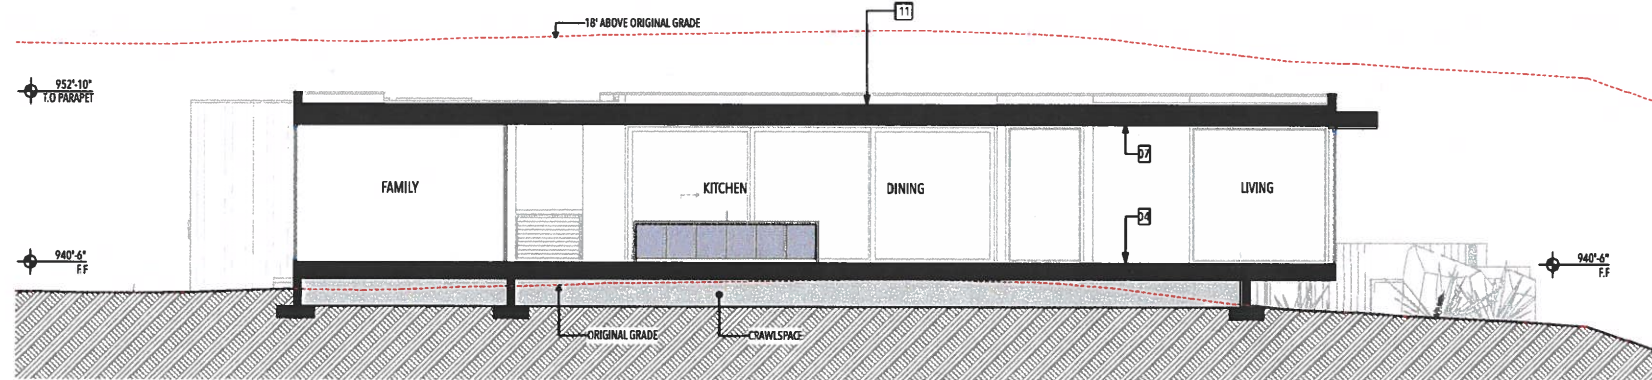 18' ABOVE ORIGINAL GRADE
11
952'-10"
T.O PARAPET
07
FAMILY
KITCHEN
DINING
LIVING
04
940'-6"
F.F
940'-6"
F.F
ORIGINAL GRADE
CRAWLSPACE